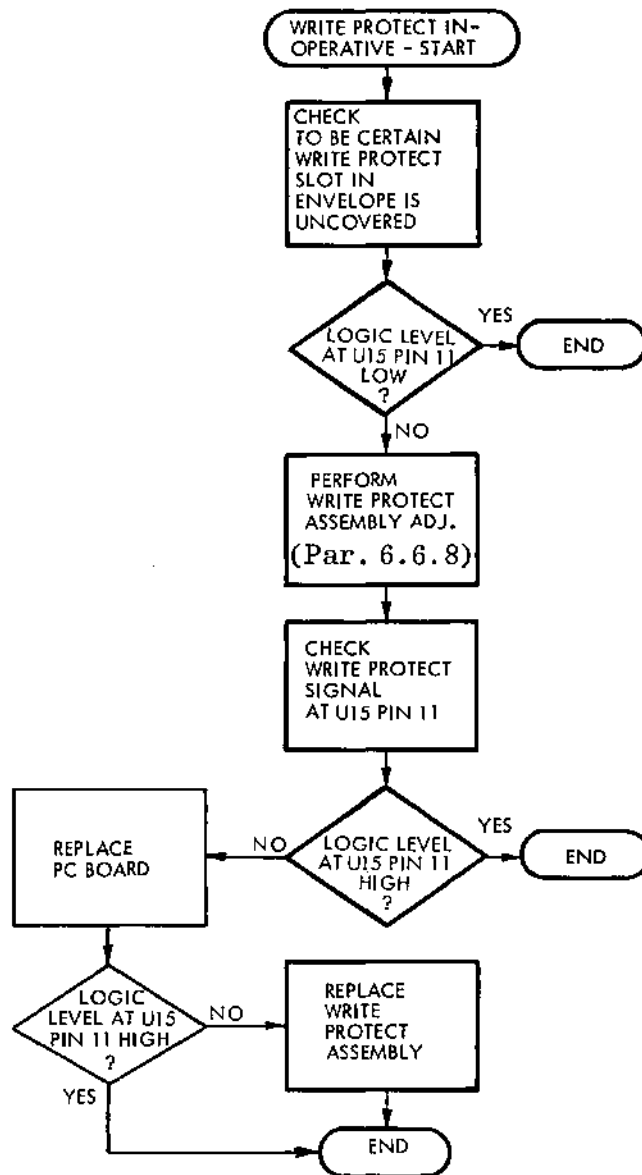 WRITE PROTECT IN-
OPERATIVE - START
CHECK
TO BE CERTAIN
WRITE PROTECT
SLOT IN
ENVELOPE IS
UNCOVERED
LOGIC LEVEL
AT U15 PIN 11
LOW
?
YES
END
NO
PERFORM
WRITE PROTECT
ASSEMBLY ADJ.
(Par. 6.6.8)
CHECK
WRITE PROTECT
SIGNAL
AT U15 PIN 11
LOGIC LEVEL
AT U15 PIN 11
HIGH
?
YES
END
NO
REPLACE
PC BOARD
LOGIC
LEVEL AT U15
PIN 11 HIGH
?
NO
REPLACE
WRITE
PROTECT
ASSEMBLY
YES
END